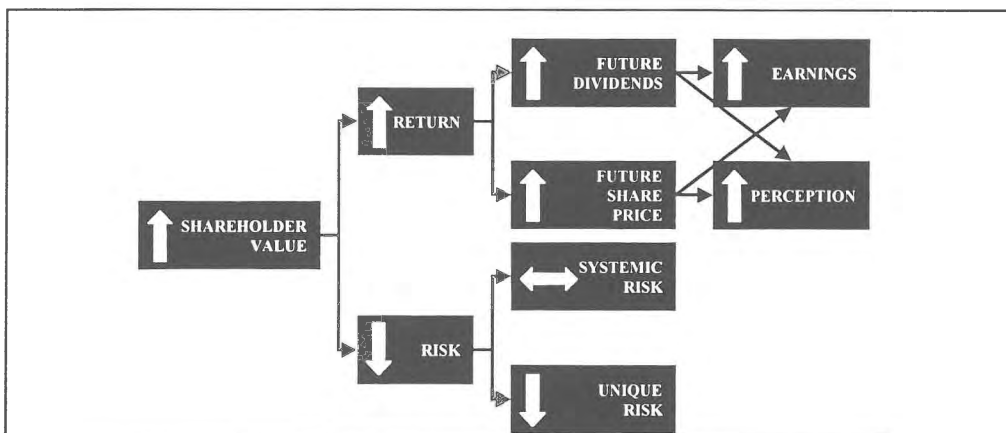 FUTURE
DIVIDENDS
EARNINGS
RETURN
FUTURE
SHARE
PRICE
PERCEPTION
SHAREHOLDER
VALUE
SYSTEMIC
RISK
RISK
UNIQUE
RISK